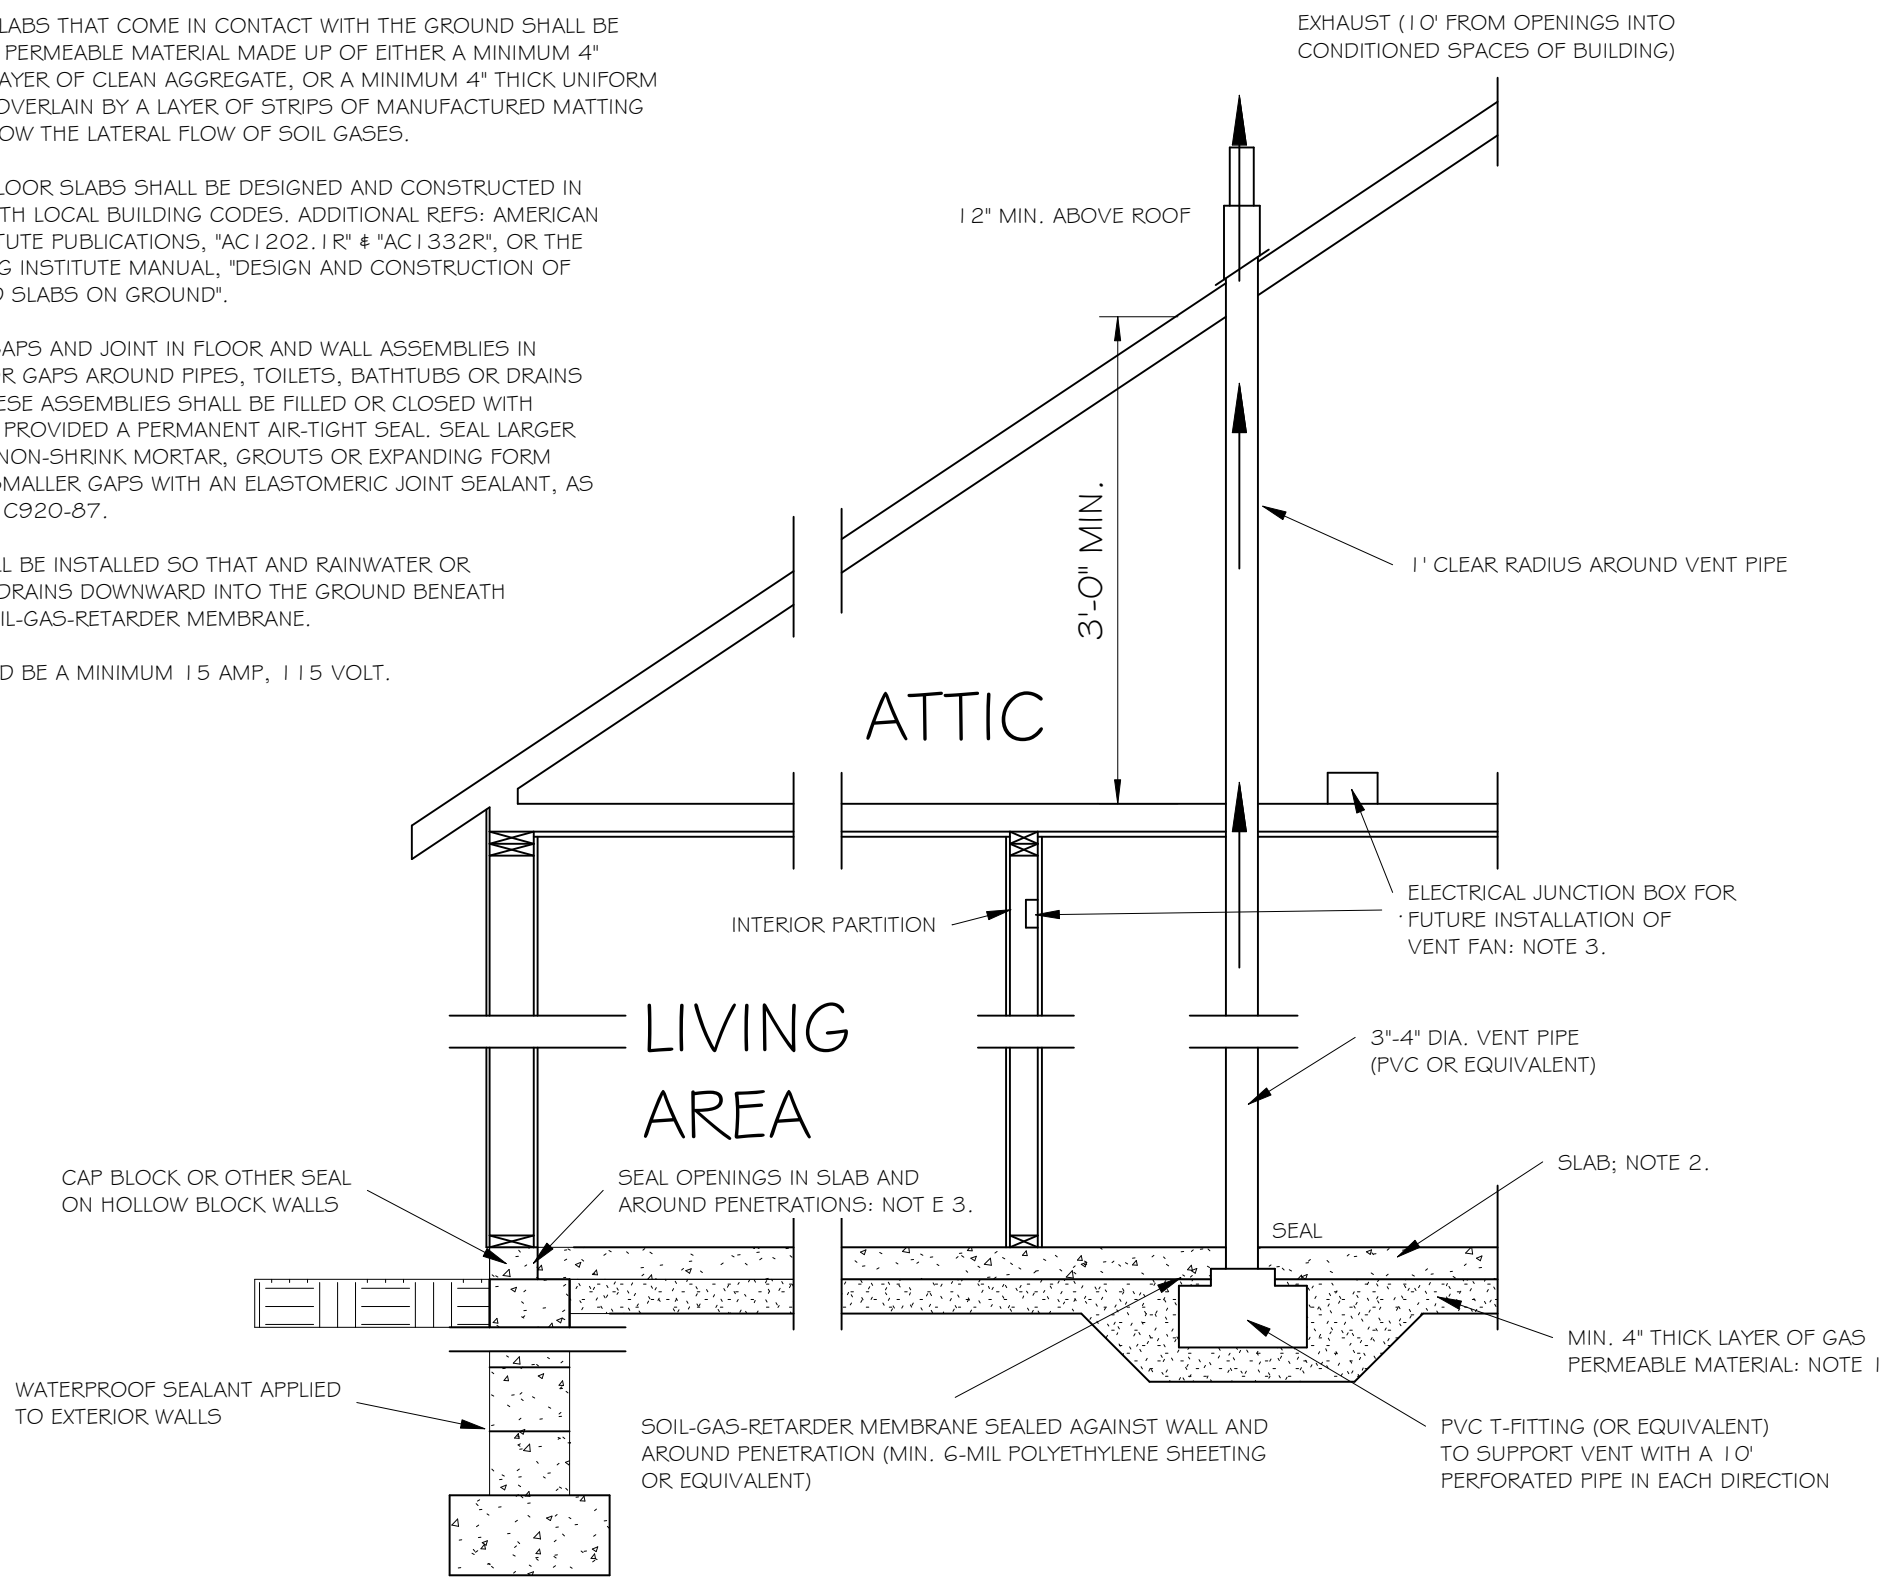 LABS THAT COME IN CONTACT WITH THE GROUND SHALL BE
PERMEABLE MATERIAL MADE UP OF EITHER A MINIMUM 4"
AYER OF CLEAN AGGREGATE, OR A MINIMUM 4" THICK UNIFORM
OVERLAIN BY A LAYER OF STRIPS OF MANUFACTURED MATTING
OW THE LATERAL FLOW OF SOIL GASES.
LOOR SLABS SHALL BE DESIGNED AND CONSTRUCTED IN
TH LOCAL BUILDING CODES. ADDITIONAL REFS: AMERICAN
TUTE PUBLICATIONS, "AC1202.1R" & "AC1332R", OR THE
G INSTITUTE MANUAL, "DESIGN AND CONSTRUCTION OF
D SLABS ON GROUND".
GAPS AND JOINT IN FLOOR AND WALL ASSEMBLIES IN
R GAPS AROUND PIPES, TOILETS, BATHTUBS OR DRAINS
ESE ASSEMBLIES SHALL BE FILLED OR CLOSED WITH
PROVIDED A PERMANENT AIR-TIGHT SEAL. SEAL LARGER
NON-SHRINK MORTAR, GROUTS OR EXPANDING FORM
SMALLER GAPS WITH AN ELASTOMERIC JOINT SEALANT, AS
C920-87.
LL BE INSTALLED SO THAT AND RAINWATER OR
DRAINS DOWNWARD INTO THE GROUND BENEATH
IL-GAS-RETARDER MEMBRANE.
D BE A MINIMUM 15 AMP, 115 VOLT.
EXHAUST (10' FROM OPENINGS INTO
CONDITIONED SPACES OF BUILDING)
12" MIN. ABOVE ROOF
3'-0" MIN.
1' CLEAR RADIUS AROUND VENT PIPE
ATTIC
ELECTRICAL JUNCTION BOX FOR
FUTURE INSTALLATION OF
VENT FAN: NOTE 3.
INTERIOR PARTITION
LIVING
AREA
3"-4" DIA. VENT PIPE
(PVC OR EQUIVALENT)
CAP BLOCK OR OTHER SEAL
ON HOLLOW BLOCK WALLS
SEAL OPENINGS IN SLAB AND
AROUND PENETRATIONS: NOT E 3.
SLAB; NOTE 2.
SEAL
MIN. 4" THICK LAYER OF GAS
PERMEABLE MATERIAL: NOTE 1
WATERPROOF SEALANT APPLIED
TO EXTERIOR WALLS
SOIL-GAS-RETARDER MEMBRANE SEALED AGAINST WALL AND
AROUND PENETRATION (MIN. 6-MIL POLYETHYLENE SHEETING
OR EQUIVALENT)
PVC T-FITTING (OR EQUIVALENT)
TO SUPPORT VENT WITH A 10'
PERFORATED PIPE IN EACH DIRECTION